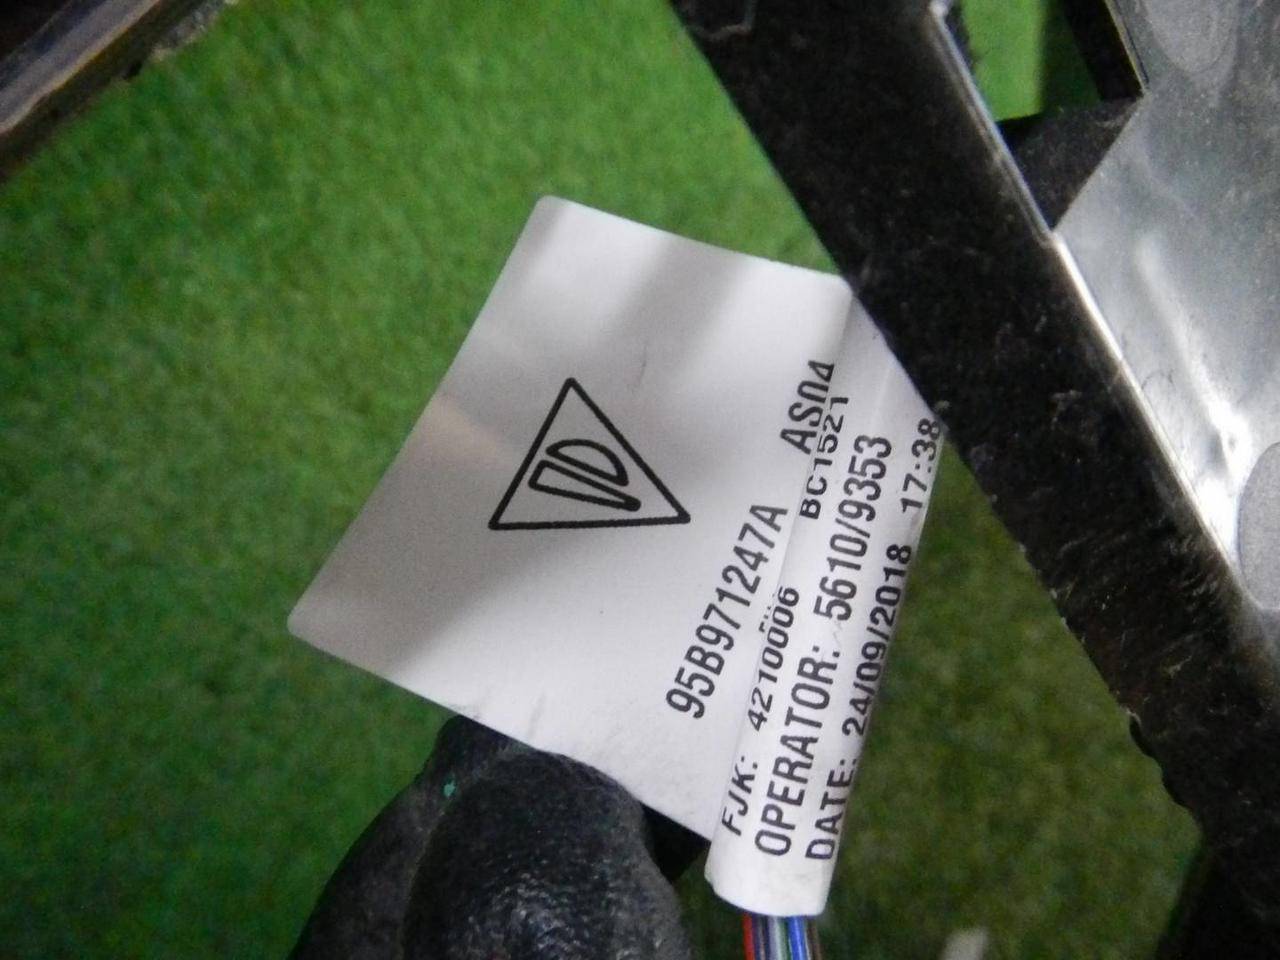 95B971247A AS04
FJK: 4210006 BC1521
OPERATOR: 5610/9353
DATE: 24/09/2018 17:38